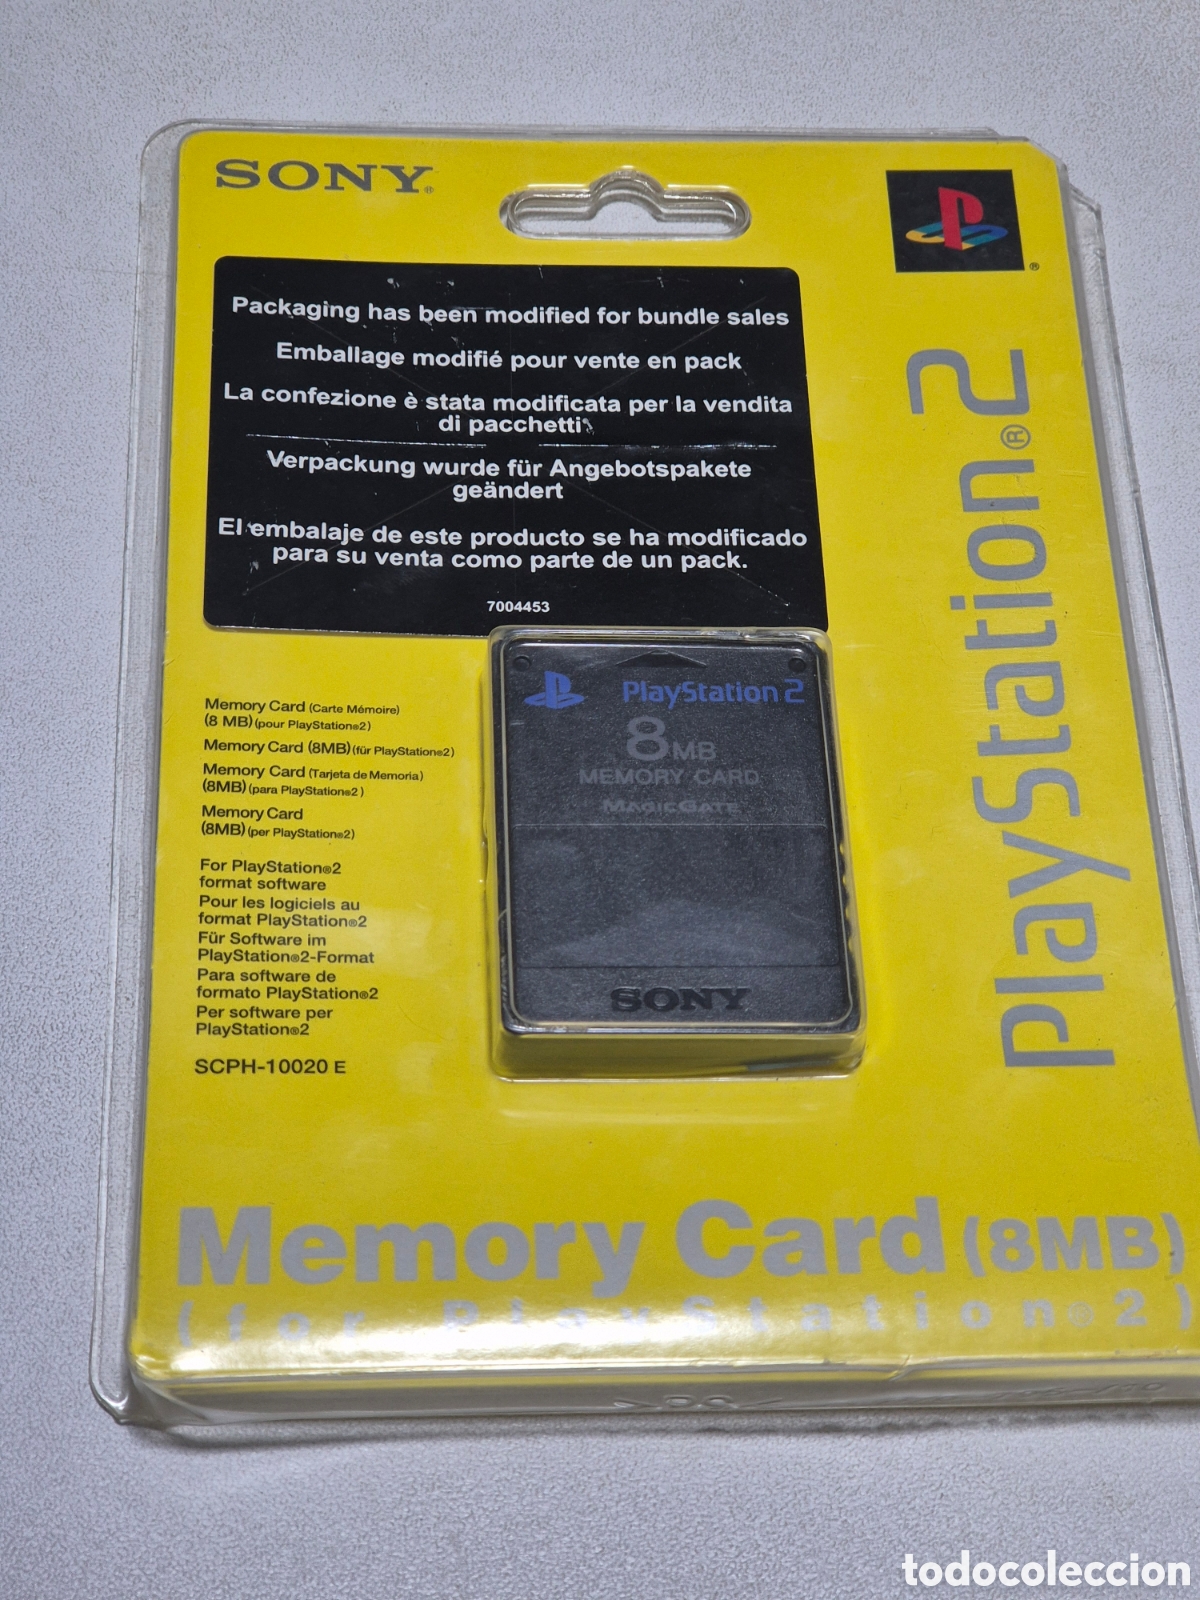 SONY®
®
Packaging has been modified for bundle sales
Emballage modifié pour vente en pack
La confezione è stata modificata per la vendita
di pacchetti
Verpackung wurde für Angebotspakete
geändert
El embalaje de este producto se ha modificado
para su venta como parte de un pack.
7004453
PlayStation®2
PlayStation 2
8MB
MEMORY CARD
MAGICGATE
SONY
Memory Card (Carte Mémoire)
(8 MB) (pour PlayStation®2)
Memory Card (8MB) (für PlayStation®2)
Memory Card (Tarjeta de Memoria)
(8MB) (para PlayStation®2)
Memory Card
(8MB) (per PlayStation®2)
For PlayStation®2
format software
Pour les logiciels au
format PlayStation®2
Für Software im
PlayStation®2-Format
Para software de
formato PlayStation®2
Per software per
PlayStation®2
SCPH-10020 E
Memory Card (8MB)
(for PlayStation®2)
todocoleccion